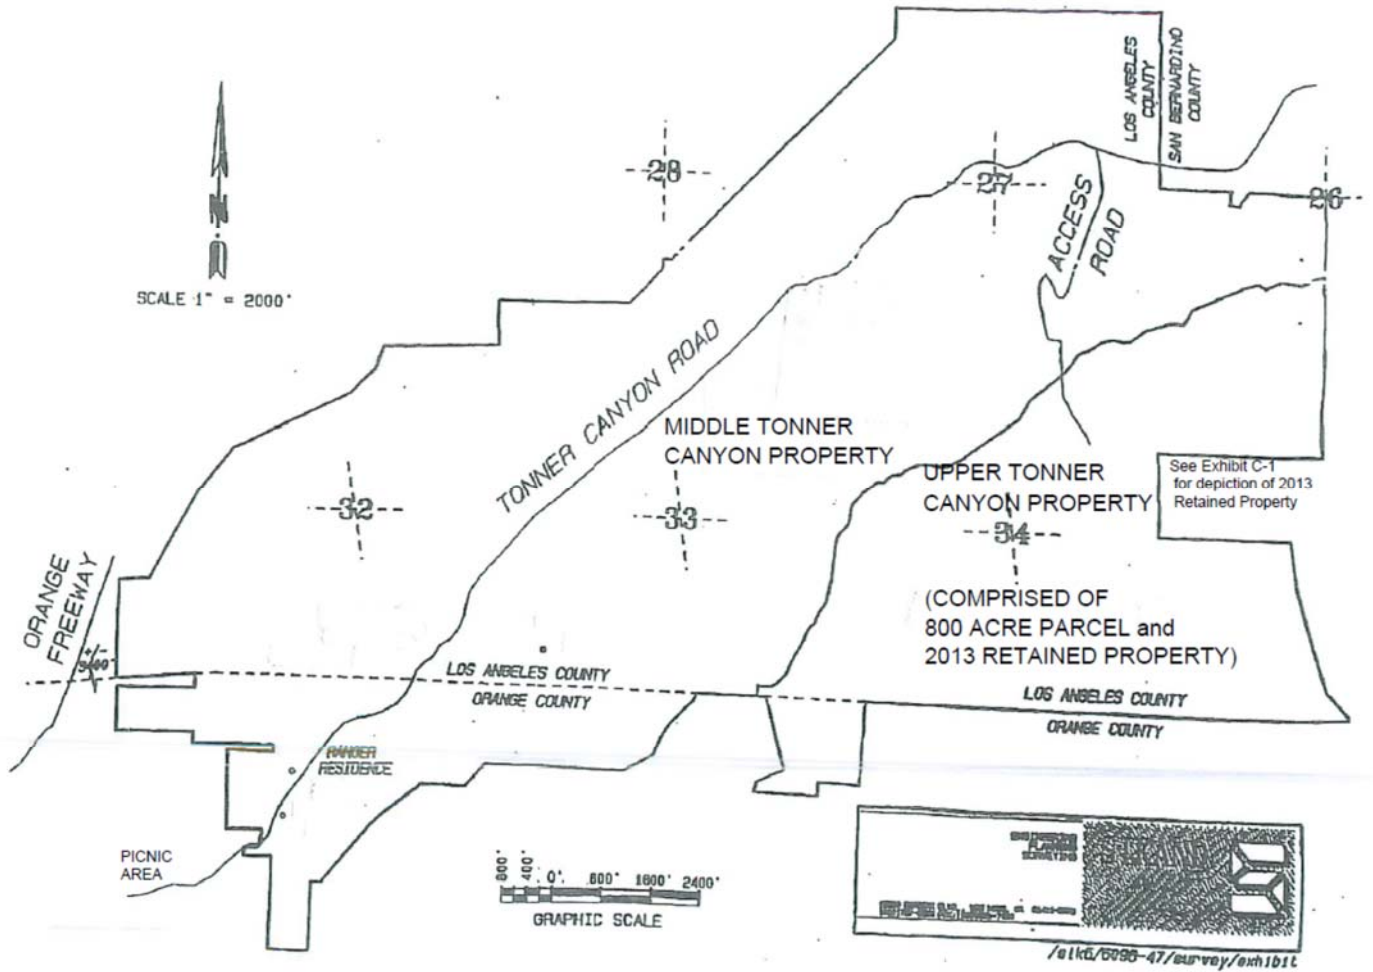 LOS ANGELES
COUNTY
SAN BERNARDINO
COUNTY
28
27
26
ACCESS
ROAD
N
SCALE 1" = 2000'
TONNER CANYON ROAD
MIDDLE TONNER
CANYON PROPERTY
UPPER TONNER
CANYON PROPERTY
See Exhibit C-1
for depiction of 2013
Retained Property
32
33
34
ORANGE
FREEWAY
+/-
(COMPRISED OF
800 ACRE PARCEL and
2013 RETAINED PROPERTY)
LOS ANGELES COUNTY
ORANGE COUNTY
LOS ANGELES COUNTY
ORANGE COUNTY
RANGER
RESIDENCE
PICNIC
AREA
800' 400' 0' 800' 1600' 2400'
GRAPHIC SCALE
ENGINEERING
PLANNING
SURVEYING